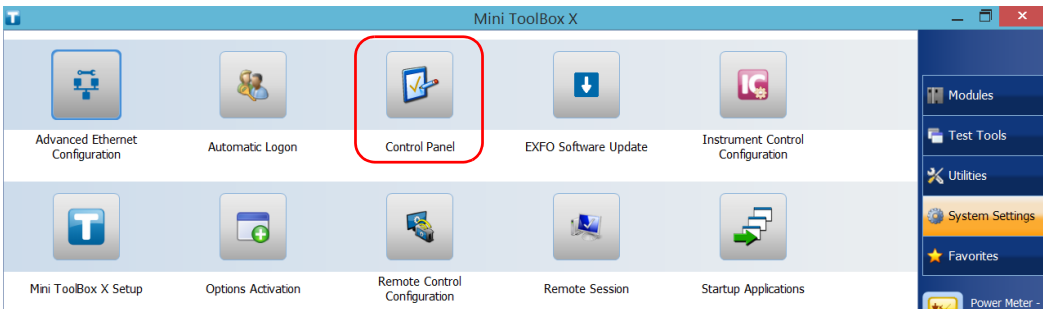 Mini ToolBox X
Advanced Ethernet
Configuration
Automatic Logon
Control Panel
EXFO Software Update
Instrument Control
Configuration
Mini ToolBox X Setup
Options Activation
Remote Control
Configuration
Remote Session
Startup Applications
Modules
Test Tools
Utilities
System Settings
Favorites
Power Meter -